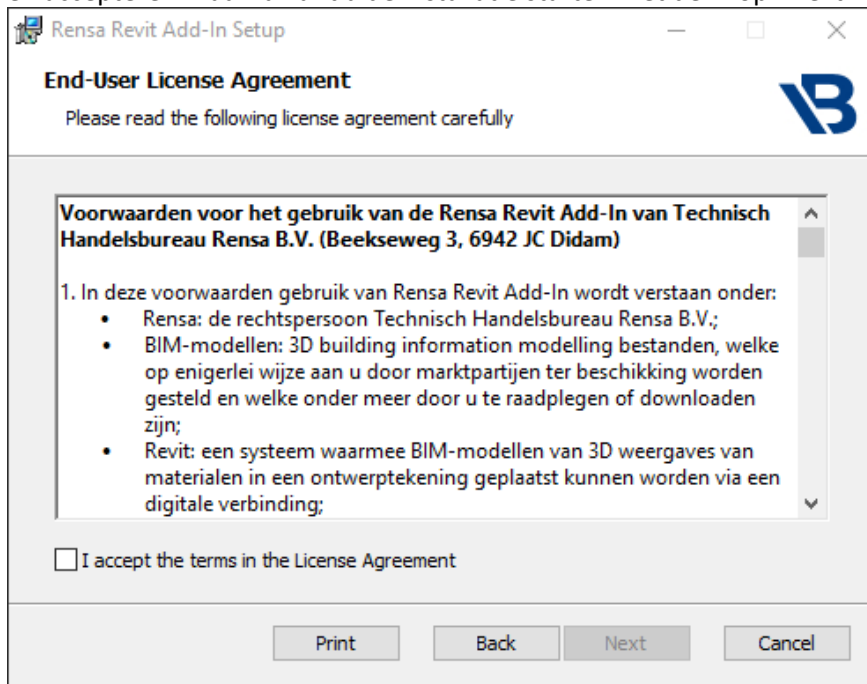 Rensa Revit Add-In Setup
End-User License Agreement
Please read the following license agreement carefully
Voorwaarden voor het gebruik van de Rensa Revit Add-In van Technisch
Handelsbureau Rensa B.V. (Beekseweg 3, 6942 JC Didam)
1. In deze voorwaarden gebruik van Rensa Revit Add-In wordt verstaan onder:
• Rensa: de rechtspersoon Technisch Handelsbureau Rensa B.V.;
• BIM-modellen: 3D building information modelling bestanden, welke
op enigerlei wijze aan u door marktpartijen ter beschikking worden
gesteld en welke onder meer door u te raadplegen of downloaden
zijn;
• Revit: een systeem waarmee BIM-modellen van 3D weergaves van
materialen in een ontwerptekening geplaatst kunnen worden via een
digitale verbinding;
I accept the terms in the License Agreement
Print Back Next Cancel